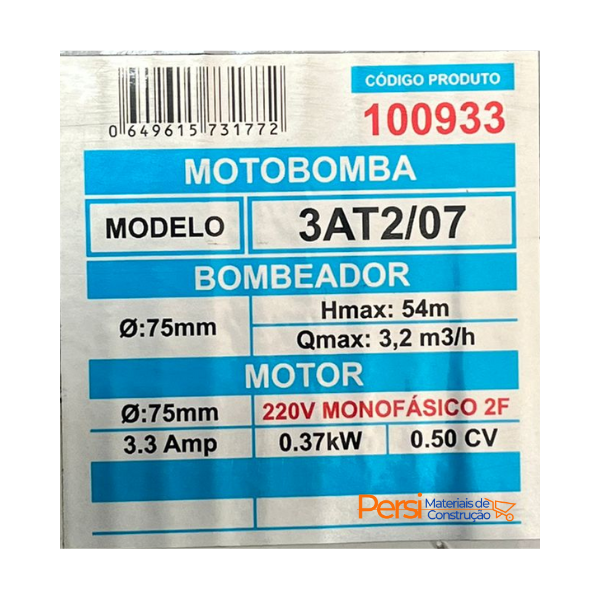 CÓDIGO PRODUTO
0 649615 731772
100933
MOTOBOMBA
MODELO 3AT2/07
BOMBEADOR
Ø:75mm
Hmax: 54m
Qmax: 3,2 m3/h
MOTOR
Ø:75mm 220V MONOFÁSICO 2F
3.3 Amp 0.37kW 0.50 CV
Persi Materiais de
Construção